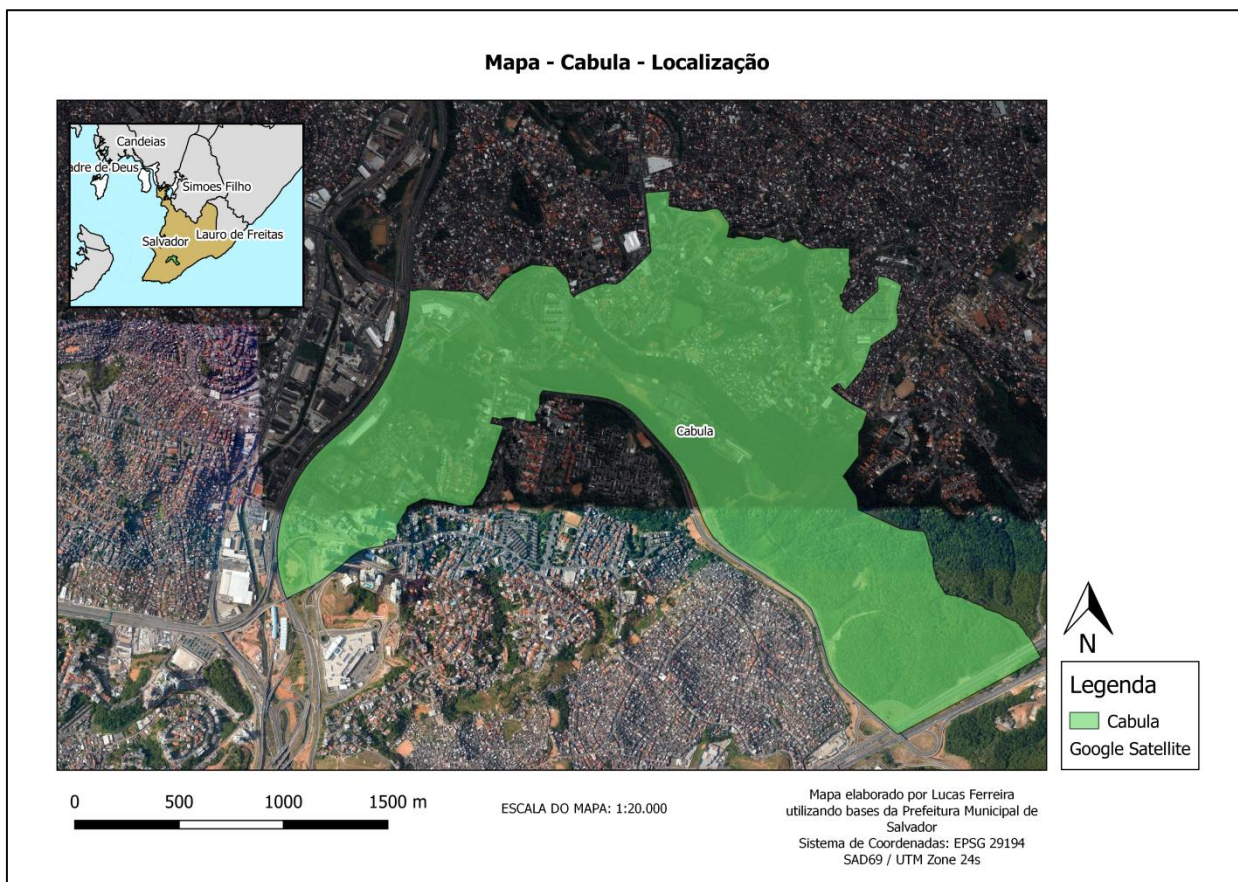 Mapa - Cabula - Localização
Candeias
adre de Deus
Simoes Filho
Lauro de Freitas
Salvador
Cabula
N
Legenda
Cabula
Google Satellite
0 500 1000 1500 m
ESCALA DO MAPA: 1:20.000
Mapa elaborado por Lucas Ferreira
utilizando bases da Prefeitura Municipal de
Salvador
Sistema de Coordenadas: EPSG 29194
SAD69 / UTM Zone 24s